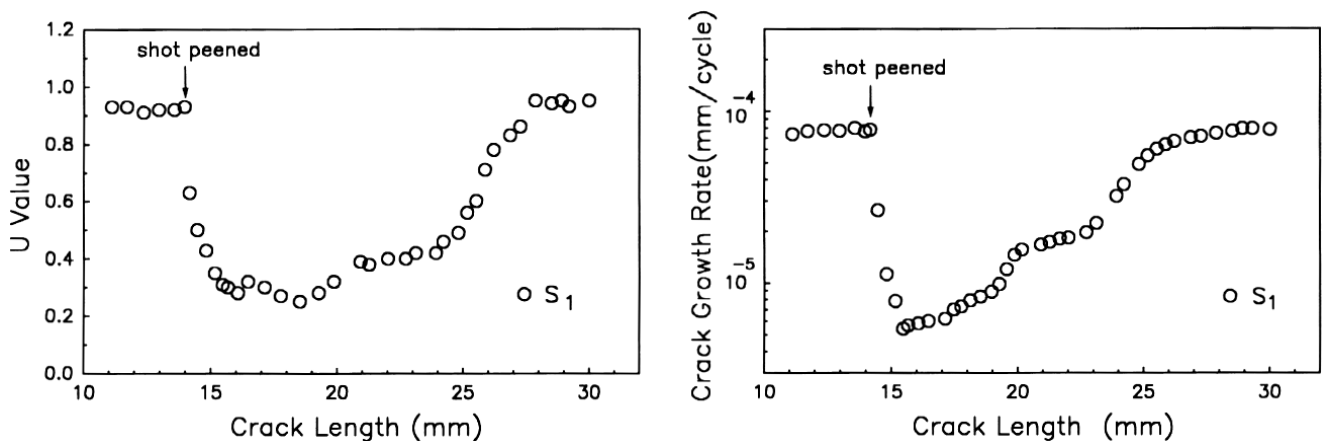 U Value
1.2
1.0
0.8
0.6
0.4
0.2
0.0
shot peened
S1
10 15 20 25 30
Crack Length (mm)
Crack Growth Rate(mm/cycle)
10-4
10-5
shot peened
S1
10 15 20 25 30
Crack Length (mm)